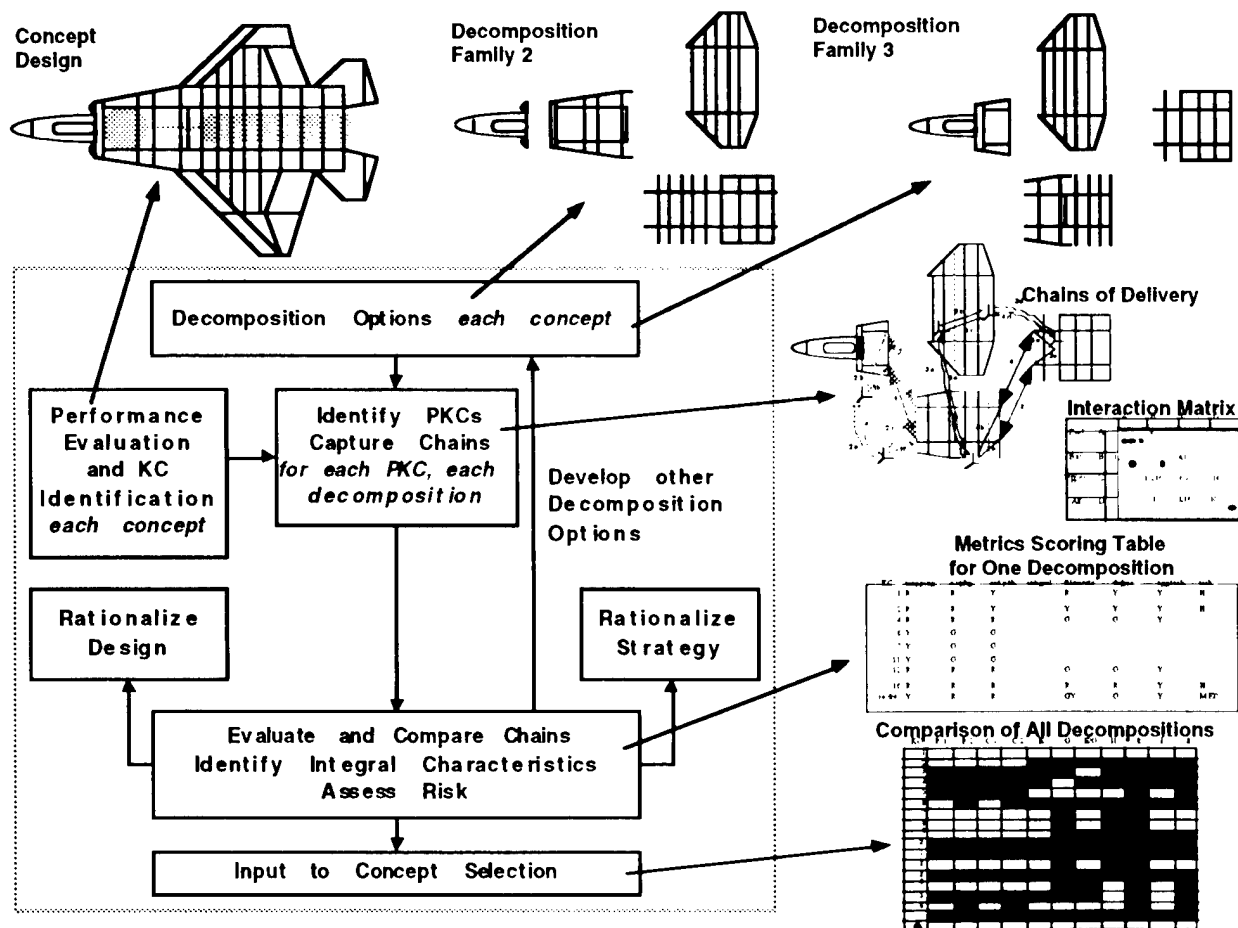 Concept
Design
Decomposition
Family 2
Decomposition
Family 3
Decomposition Options each concept
Performance
Evaluation
and KC
Identification
each concept
Identify PKCs
Capture Chains
for each PKC, each
decomposition
Develop other
Decomposition
Options
Chains of Delivery
Interaction Matrix
Rationalize
Design
Rationalize
Strategy
Metrics Scoring Table
for One Decomposition
Evaluate and Compare Chains
Identify Integral Characteristics
Assess Risk
Comparison of All Decompositions
Input to Concept Selection